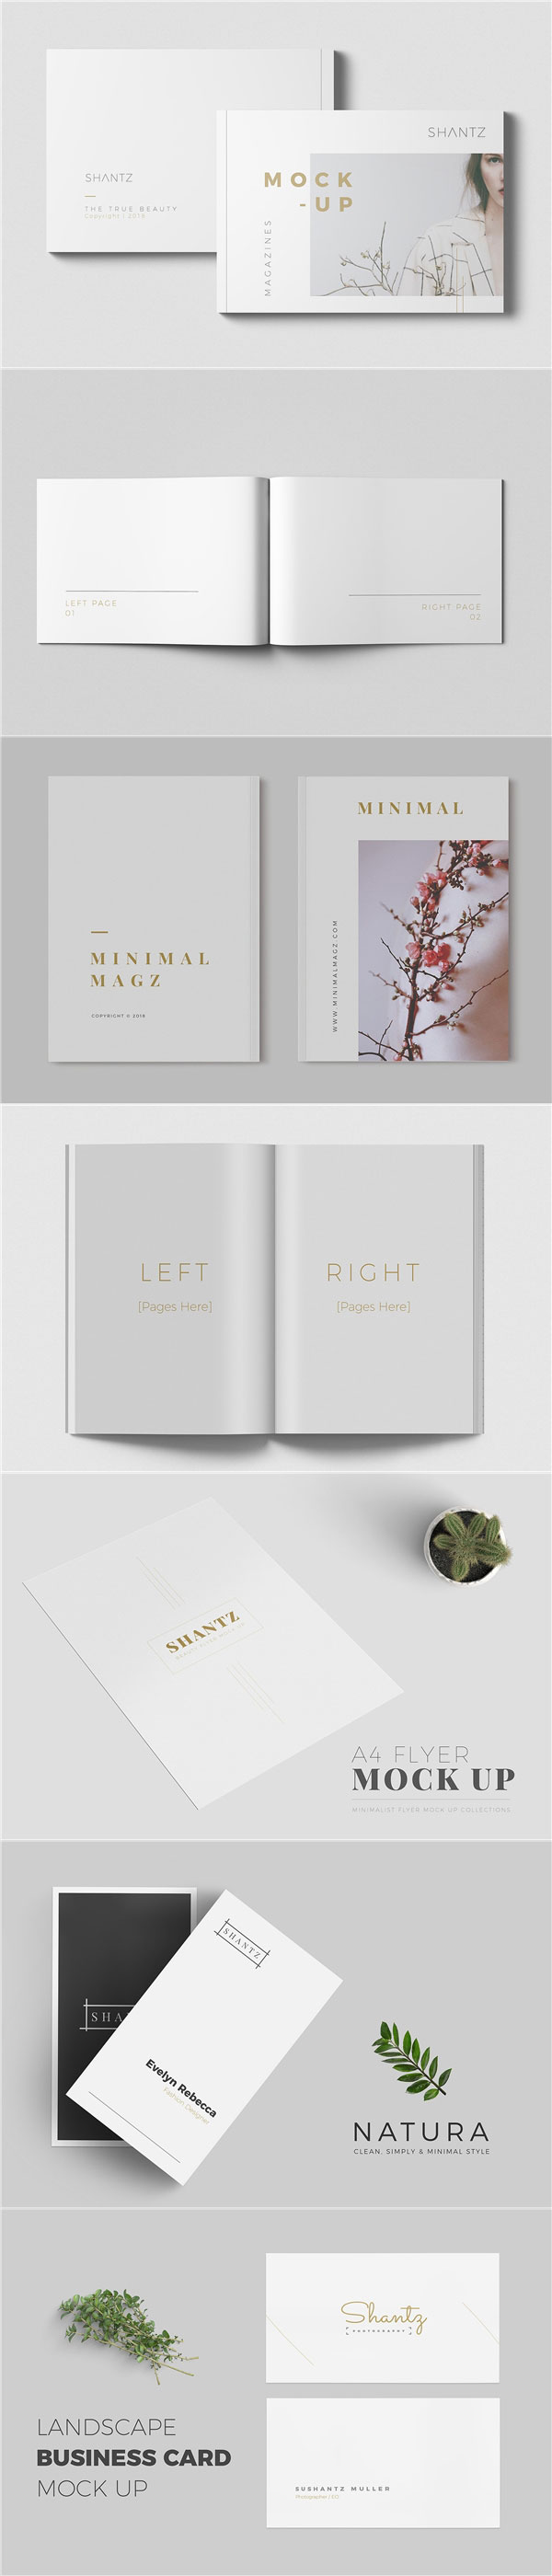 SHANTZ
THE TRUE BEAUTY
Copyright | 2018
SHANTZ
MOCK
-UP
MAGAZINES
LEFT PAGE
01
RIGHT PAGE
02
MINIMAL
MAGZ
COPYRIGHT © 2018
MINIMAL
WWW.MINIMALMAGZ.COM
LEFT
[Pages Here]
RIGHT
[Pages Here]
SHANTZ
A4 FLYER
MOCK UP
MINIMALIST FLYER MOCK UP COLLECTIONS
SHA
SHANTZ
Evelyn Rebecca
Fashion Designer
NATURA
CLEAN, SIMPLY & MINIMAL STYLE
Shantz
PHOTOGRAPHY
LANDSCAPE
BUSINESS CARD
MOCK UP
SUSHANTZ MULLER
Photographer / CO